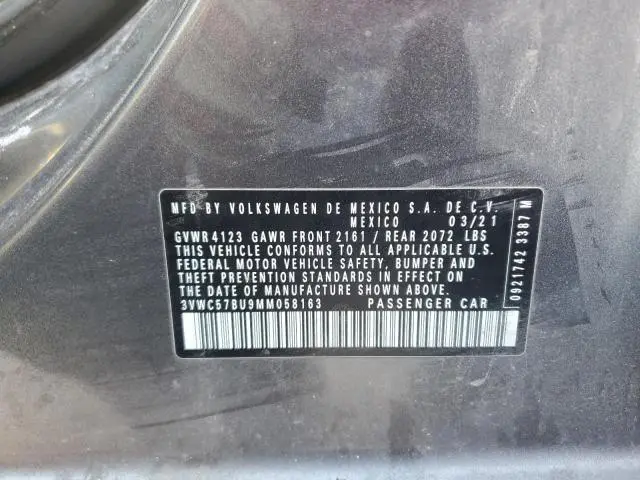 MFD BY VOLKSWAGEN DE MEXICO S.A. DE C.V.
MEXICO 03/21
GVWR 4123 GAWR FRONT 2161 / REAR 2072 LBS
THIS VEHICLE CONFORMS TO ALL APPLICABLE U.S.
FEDERAL MOTOR VEHICLE SAFETY, BUMPER AND
THEFT PREVENTION STANDARDS IN EFFECT ON THE
DATE OF MANUFACTURE SHOWN ABOVE.
3VWC57BU9MM058163 PASSENGER CAR
0921742 3387 M